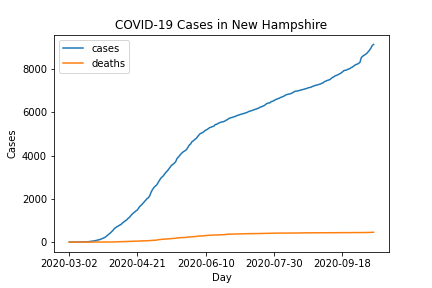 COVID-19 Cases in New Hampshire
cases
deaths
8000
6000
4000
2000
0
Cases
2020-03-02 2020-04-21 2020-06-10 2020-07-30 2020-09-18
Day